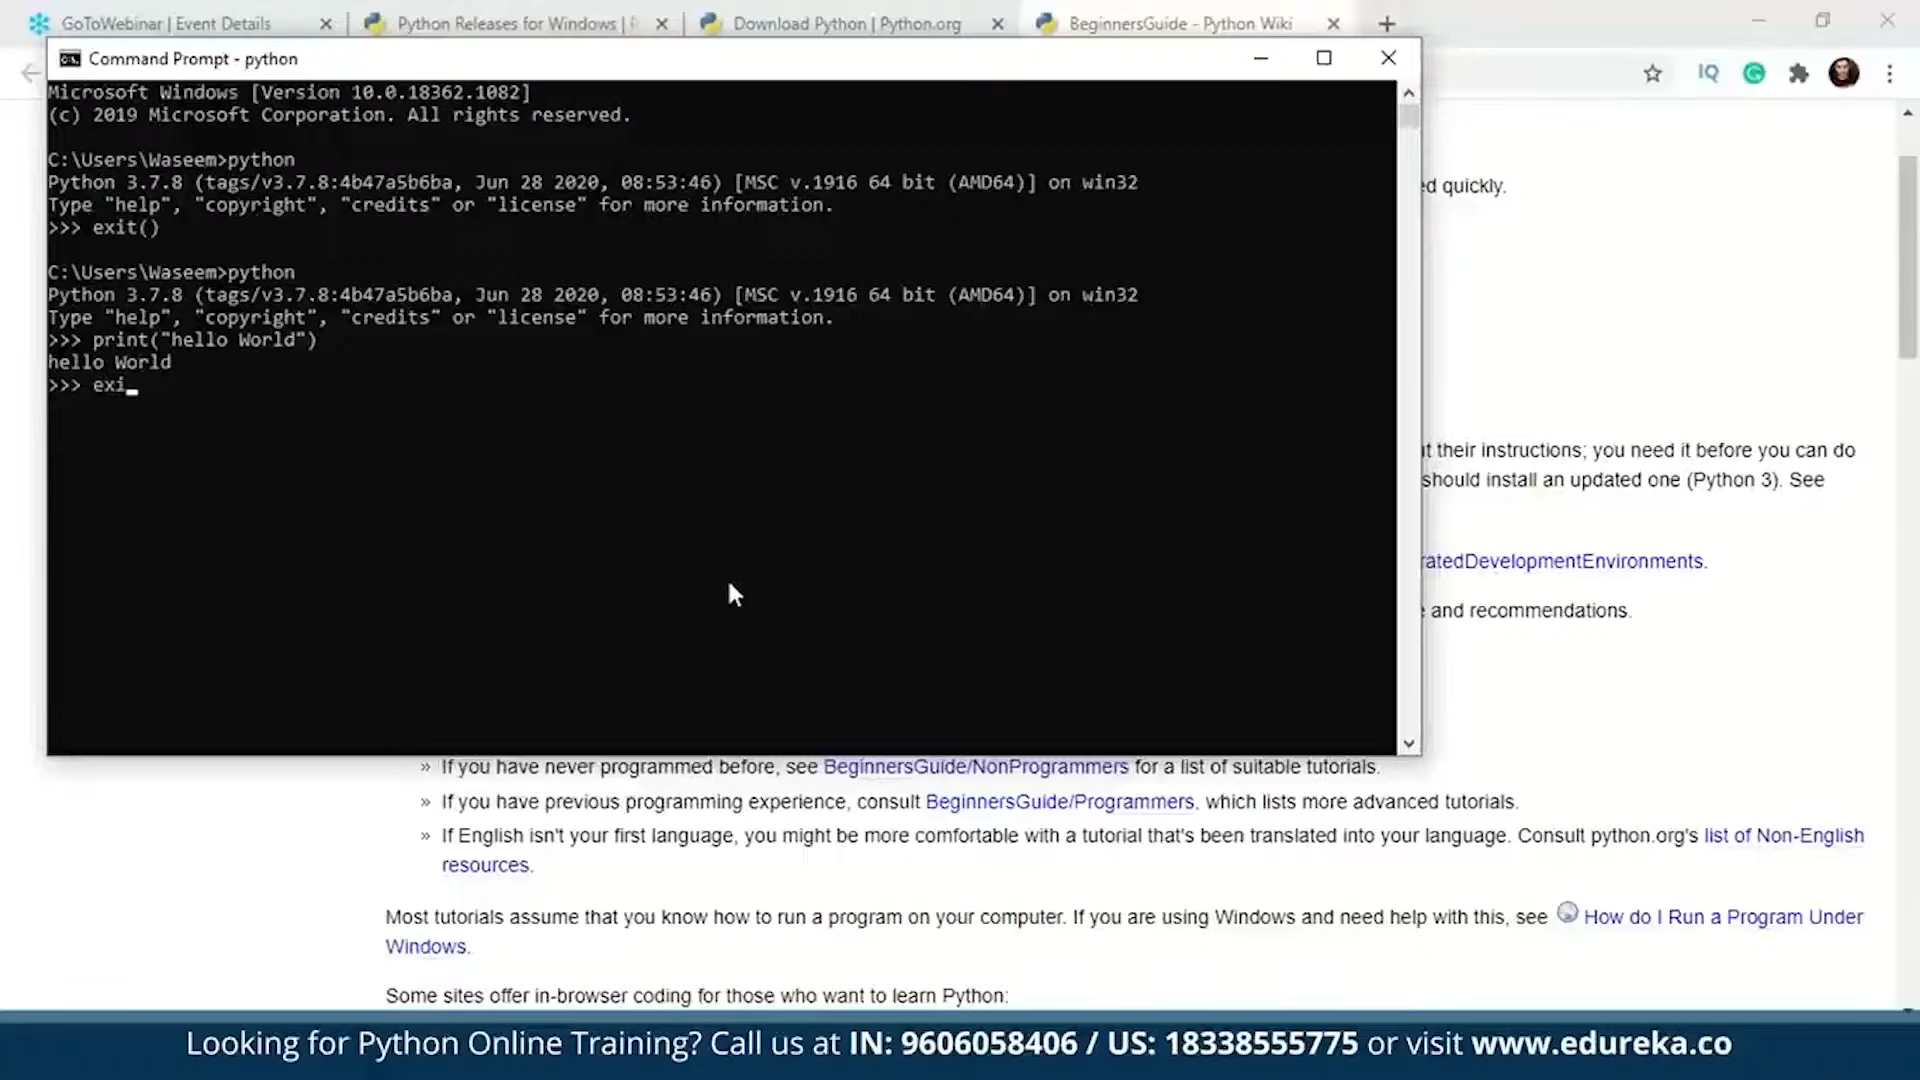 GoToWebinar | Event Details
Python Releases for Windows |
Download Python | Python.org
BeginnersGuide - Python Wiki
Command Prompt - python
IQ
Microsoft Windows [Version 10.0.18362.1082]
(c) 2019 Microsoft Corporation. All rights reserved.
C:\Users\Waseem>python
Python 3.7.8 (tags/v3.7.8:4b47a5b6ba, Jun 28 2020, 08:53:46) [MSC v.1916 64 bit (AMD64)] on win32
Type "help", "copyright", "credits" or "license" for more information.
>>> exit()
C:\Users\Waseem>python
Python 3.7.8 (tags/v3.7.8:4b47a5b6ba, Jun 28 2020, 08:53:46) [MSC v.1916 64 bit (AMD64)] on win32
Type "help", "copyright", "credits" or "license" for more information.
>>> print("hello World")
hello World
>>> exi
d quickly.
t their instructions; you need it before you can do
should install an updated one (Python 3). See
ratedDevelopmentEnvironments.
and recommendations.
» If you have never programmed before, see BeginnersGuide/NonProgrammers for a list of suitable tutorials.
» If you have previous programming experience, consult BeginnersGuide/Programmers, which lists more advanced tutorials.
» If English isn't your first language, you might be more comfortable with a tutorial that's been translated into your language. Consult python.org's list of Non-English
resources.
Most tutorials assume that you know how to run a program on your computer. If you are using Windows and need help with this, see How do I Run a Program Under
Windows.
Some sites offer in-browser coding for those who want to learn Python:
Looking for Python Online Training? Call us at IN: 9606058406 / US: 18338555775 or visit www.edureka.co